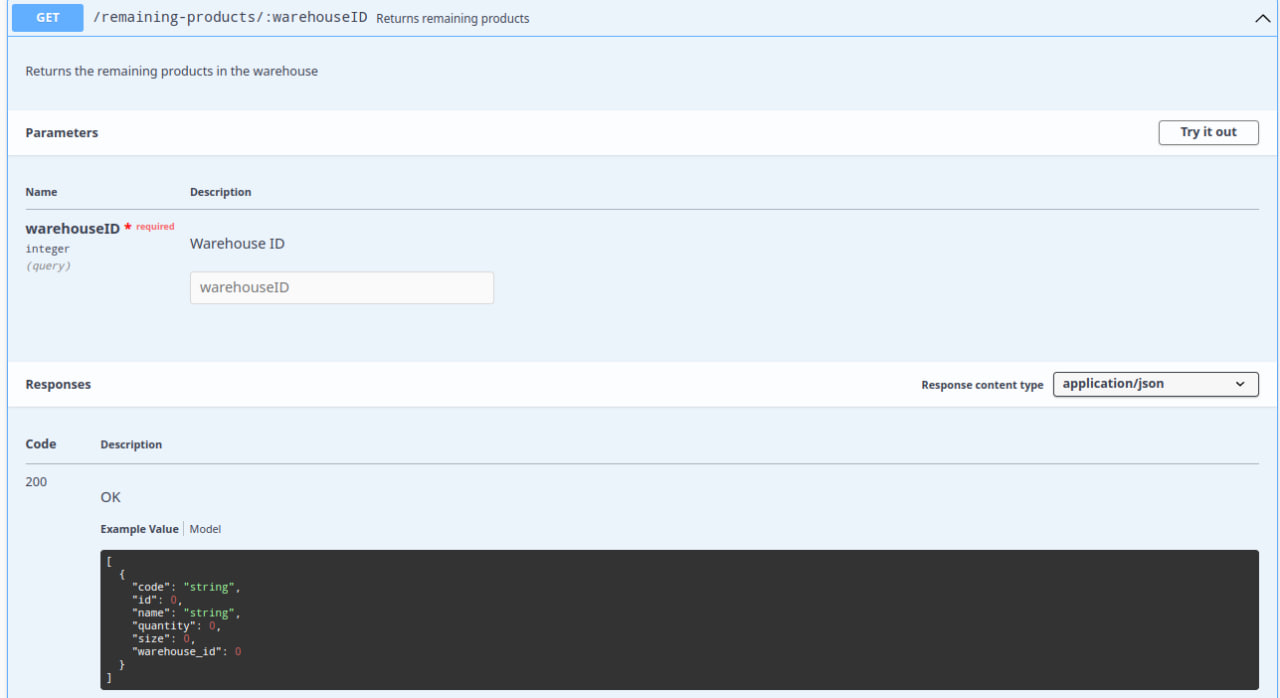 GET /remaining-products/:warehouseID Returns remaining products
Returns the remaining products in the warehouse
Parameters Try it out
Name Description
warehouseID * required
integer
(query)
Warehouse ID
warehouseID
Responses Response content type application/json
Code Description
200
OK
Example Value Model
[
  {
    "code": "string",
    "id": 0,
    "name": "string",
    "quantity": 0,
    "size": 0,
    "warehouse_id": 0
  }
]